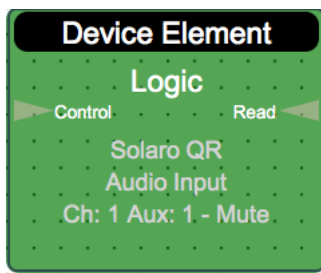 Device Element
Logic
Control Read
Solaro QR
Audio Input
Ch: 1 Aux: 1 - Mute